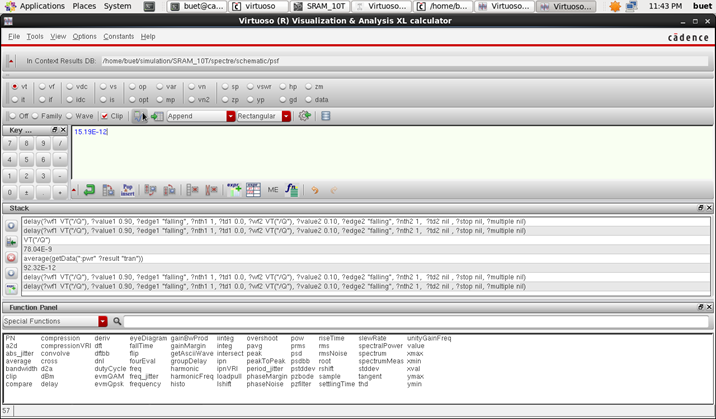 Applications Places System buet@ca... virtuoso SRAM_10T Virtuoso... /home/b... Virtuoso... Virtuoso... 11:43 PM buet
Virtuoso (R) Visualization & Analysis XL calculator
File Tools View Options Constants Help cādence
In Context Results DB: /home/buet/simulation/SRAM_10T/spectre/schematic/psf
vt vf vdc vs op var vn sp vswr hp zm
it if idc is opt mp vn2 zp yp gd data
Off Family Wave Clip Append Rectangular
Key ...
15.19E-12
7 8 9 /
4 5 6 *
1 2 3 -
0 ± . +
Pop Insert expr ME fx
Stack
delay(?wf1 VT("/Q"), ?value1 0.90, ?edge1 "falling", ?nth1 1, ?td1 0.0, ?wf2 VT("/Q"), ?value2 0.10, ?edge2 "falling", ?nth2 1, ?td2 nil , ?stop nil, ?multiple nil)
delay(?wf1 VT("/Q"), ?value1 0.90, ?edge1 "falling", ?nth1 1, ?td1 0.0, ?wf2 VT("/Q"), ?value2 0.10, ?edge2 "falling", ?nth2 1, ?td2 nil , ?stop nil, ?multiple nil)
VT("/Q")
78.04E-9
average(getData(":pwr" ?result "tran"))
92.32E-12
delay(?wf1 VT("/Q"), ?value1 0.90, ?edge1 "falling", ?nth1 1, ?td1 0.0, ?wf2 VT("/Q"), ?value2 0.10, ?edge2 "falling", ?nth2 1, ?td2 nil , ?stop nil, ?multiple nil)
delay(?wf1 VT("/Q"), ?value1 0.90, ?edge1 "falling", ?nth1 1, ?td1 0.0, ?wf2 VT("/Q"), ?value2 0.10, ?edge2 "falling", ?nth2 1, ?td2 nil , ?stop nil, ?multiple nil)
Function Panel
Special Functions
PN compression deriv eyeDiagram gainBwProd iinteg overshoot pow riseTime slewRate unityGainFreq
a2d compressionVRI dft fallTime gainMargin integ pavg prms rms spectralPower value
abs_jitter convolve dftbb flip getAsciiWave intersect peak psd rmsNoise spectrum xmax
average cross dnl fourEval groupDelay ipn peakToPeak psdbb root spectrumMeas xmin
bandwidth d2a dutyCycle freq harmonic ipnVRI period_jitter pstddev rshift stddev xval
clip dBm evmQAM freq_jitter harmonicFreq loadpull phaseMargin pzbode sample tangent ymax
compare delay evmQpsk frequency histo lshift phaseNoise pzfilter settlingTime thd ymin
57